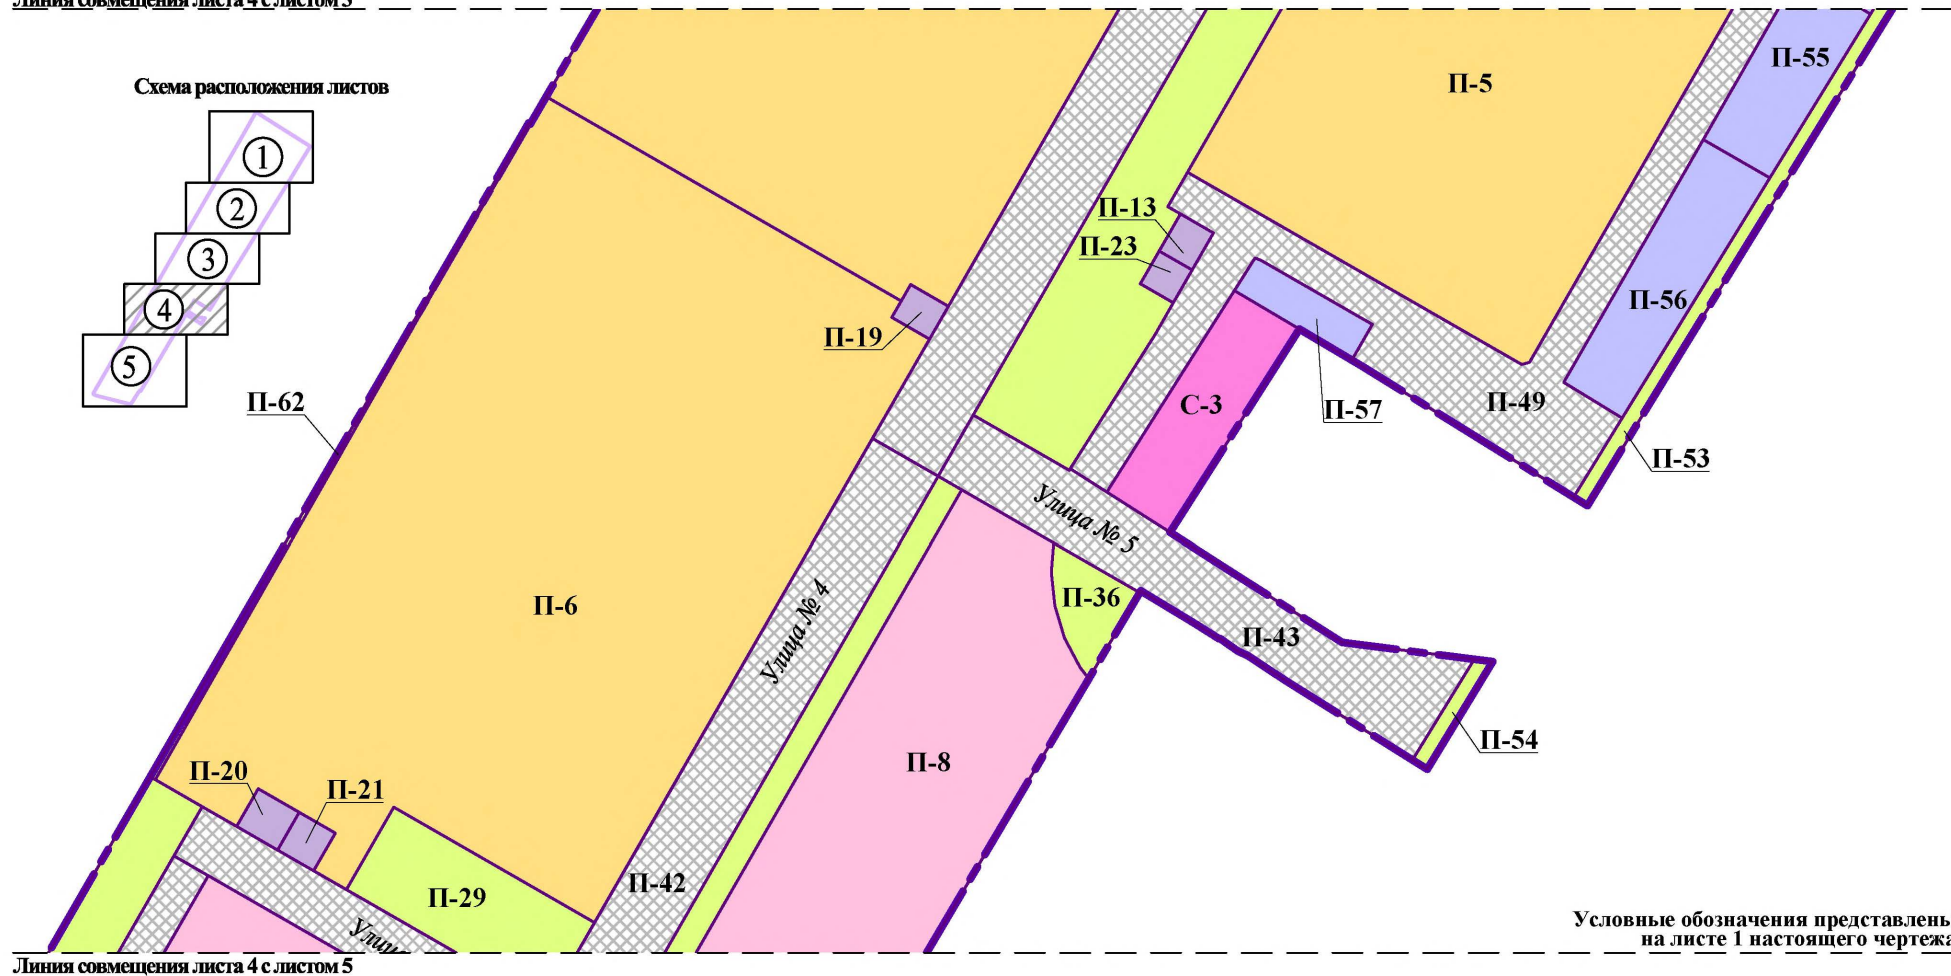 Линия совмещения листа 4 с листом 3
Схема расположения листов
1
2
3
4
5
П-5
П-55
П-13
П-23
П-56
П-19
П-62
С-3
П-57
П-49
П-53
Улица № 5
П-6
Улица № 4
П-36
П-43
П-8
П-54
П-20
П-21
П-42
П-29
Условные обозначения представлены
на листе 1 настоящего чертежа
Линия совмещения листа 4 с листом 5